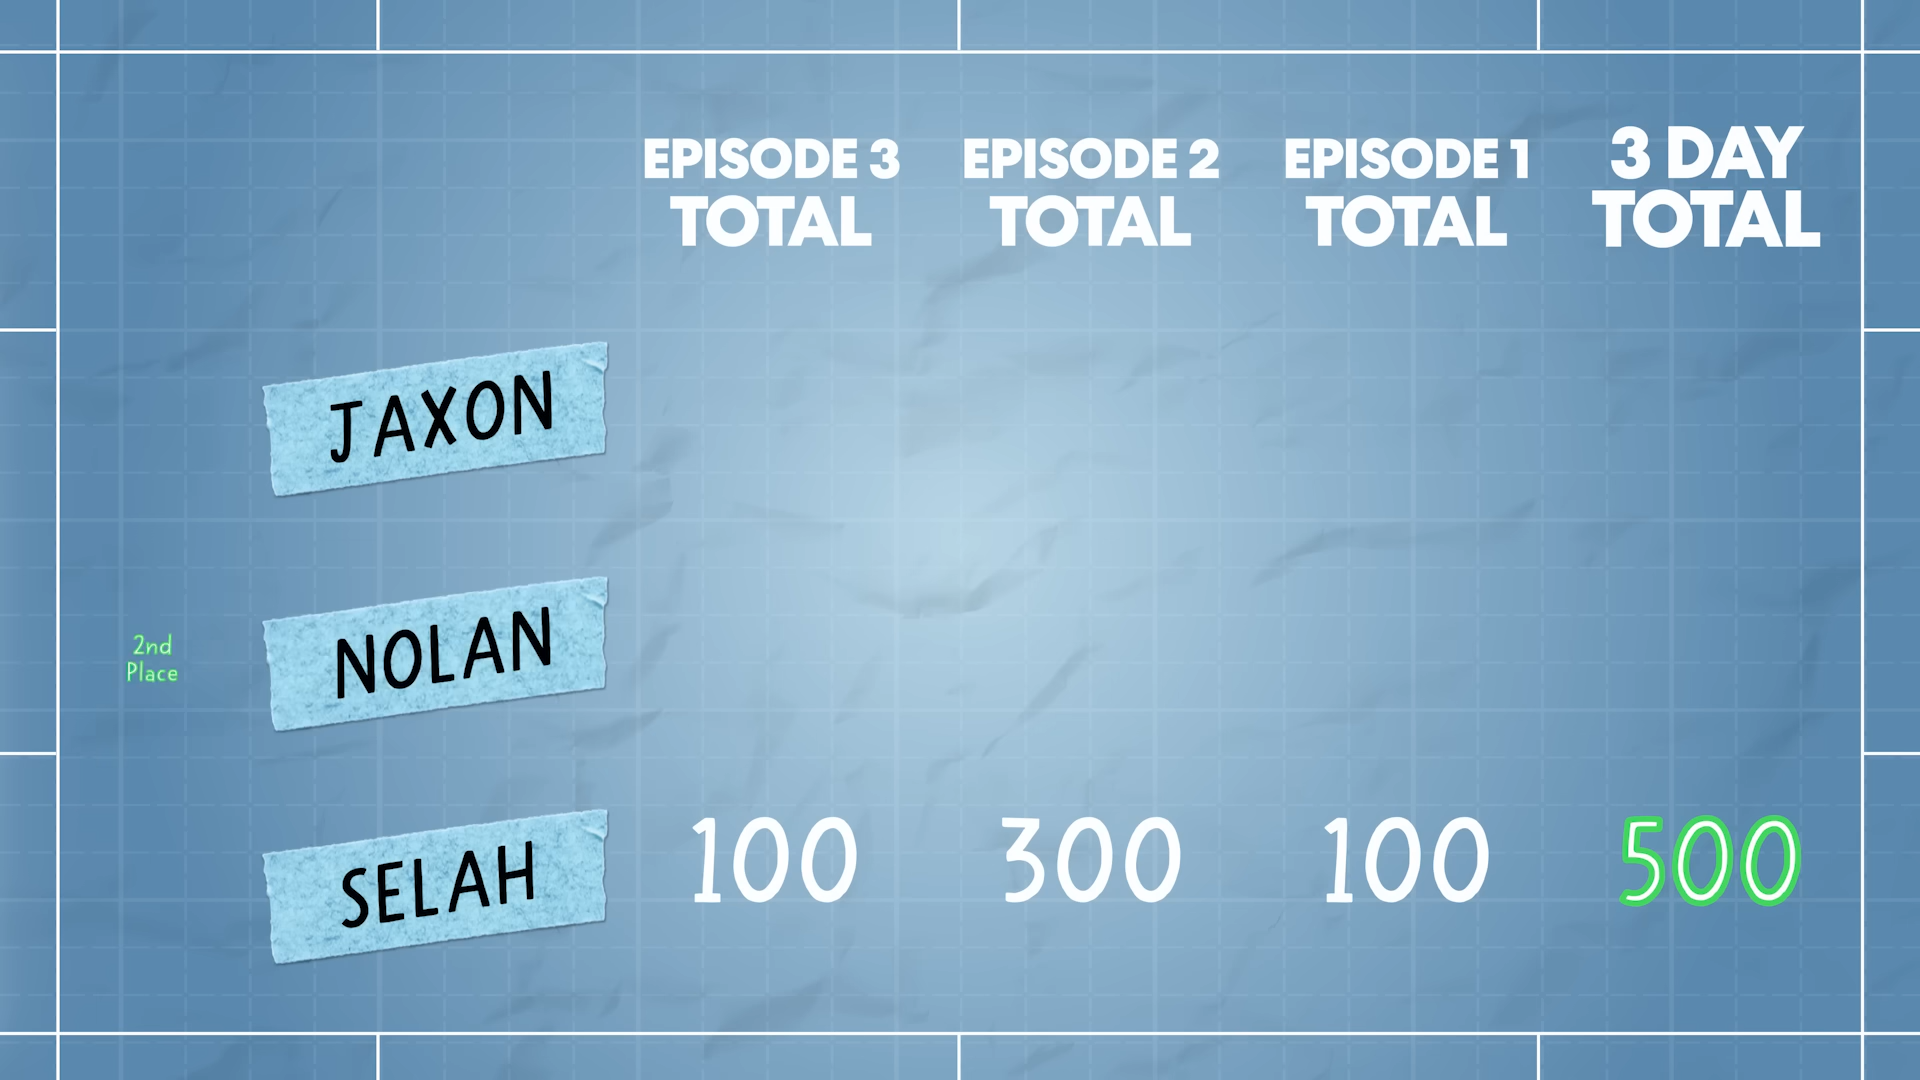 EPISODE 3
TOTAL
EPISODE 2
TOTAL
EPISODE 1
TOTAL
3 DAY
TOTAL
JAXON
2nd
Place
NOLAN
SELAH
100
300
100
500